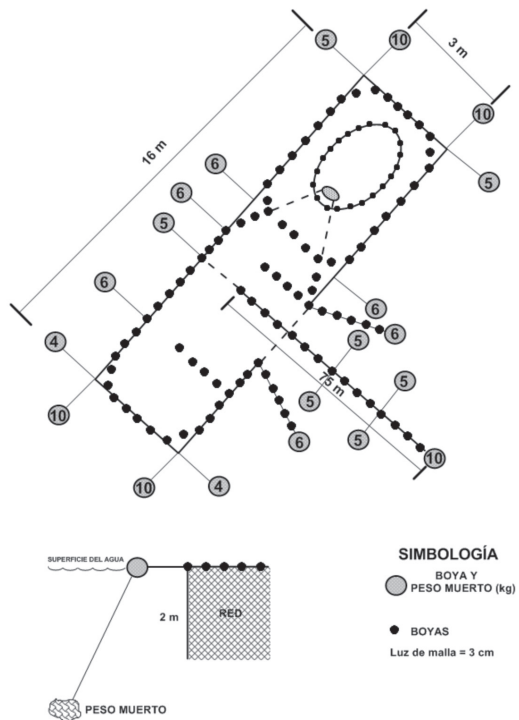 5
10
3 m
10
16 m
6
6
5
5
6
6
6
4
5
5
75 m
10
5
5
10
6
10
4
SIMBOLOGÍA
BOYA Y
PESO MUERTO (kg)
BOYAS
Luz de malla = 3 cm
SUPERFICIE DEL AGUA
2 m
RED
PESO MUERTO